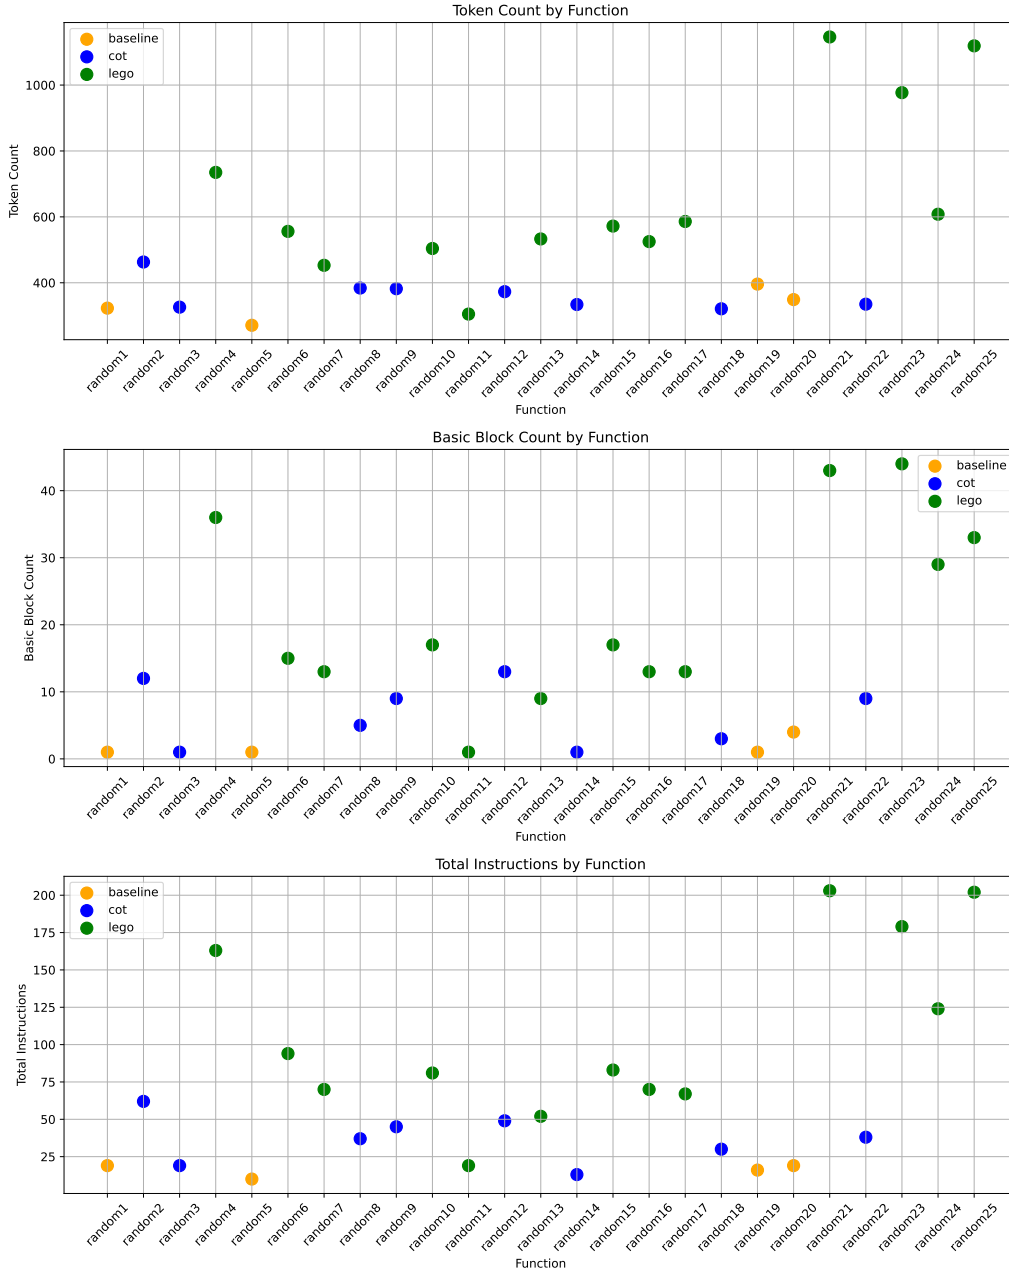 Token Count by Function
baseline
cot
lego
1000
800
600
400
Token Count
random1
random2
random3
random4
random5
random6
random7
random8
random9
random10
random11
random12
random13
random14
random15
random16
random17
random18
random19
random20
random21
random22
random23
random24
random25
Function
Basic Block Count by Function
baseline
cot
lego
40
30
20
10
0
Basic Block Count
random1
random2
random3
random4
random5
random6
random7
random8
random9
random10
random11
random12
random13
random14
random15
random16
random17
random18
random19
random20
random21
random22
random23
random24
random25
Function
Total Instructions by Function
baseline
cot
lego
200
175
150
125
100
75
50
25
Total Instructions
random1
random2
random3
random4
random5
random6
random7
random8
random9
random10
random11
random12
random13
random14
random15
random16
random17
random18
random19
random20
random21
random22
random23
random24
random25
Function